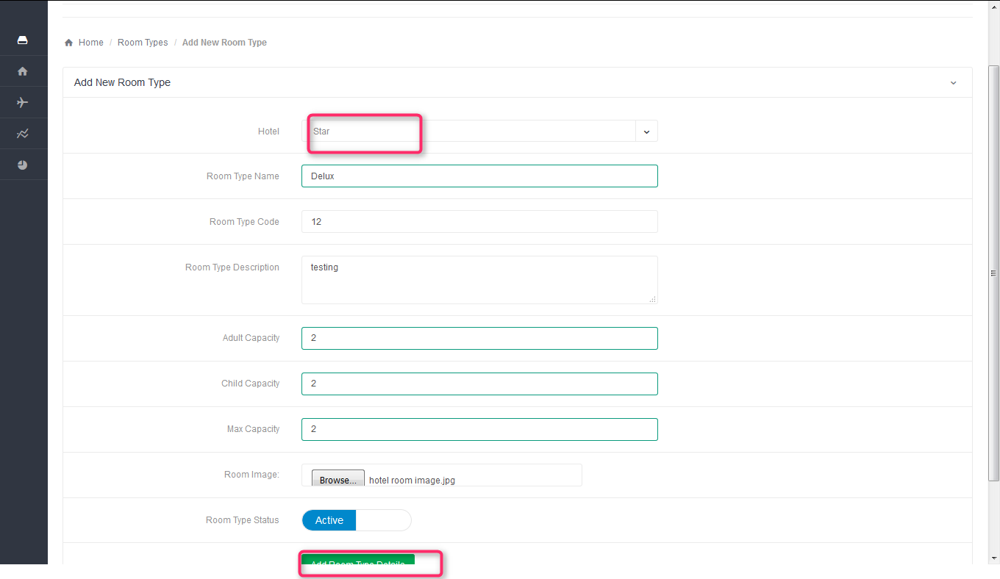 Home / Room Types / Add New Room Type
Add New Room Type
Hotel Star
Room Type Name Delux
Room Type Code 12
Room Type Description testing
Adult Capacity 2
Child Capacity 2
Max Capacity 2
Room Image: Browse... hotel room image.jpg
Room Type Status Active
Add Room Type Details